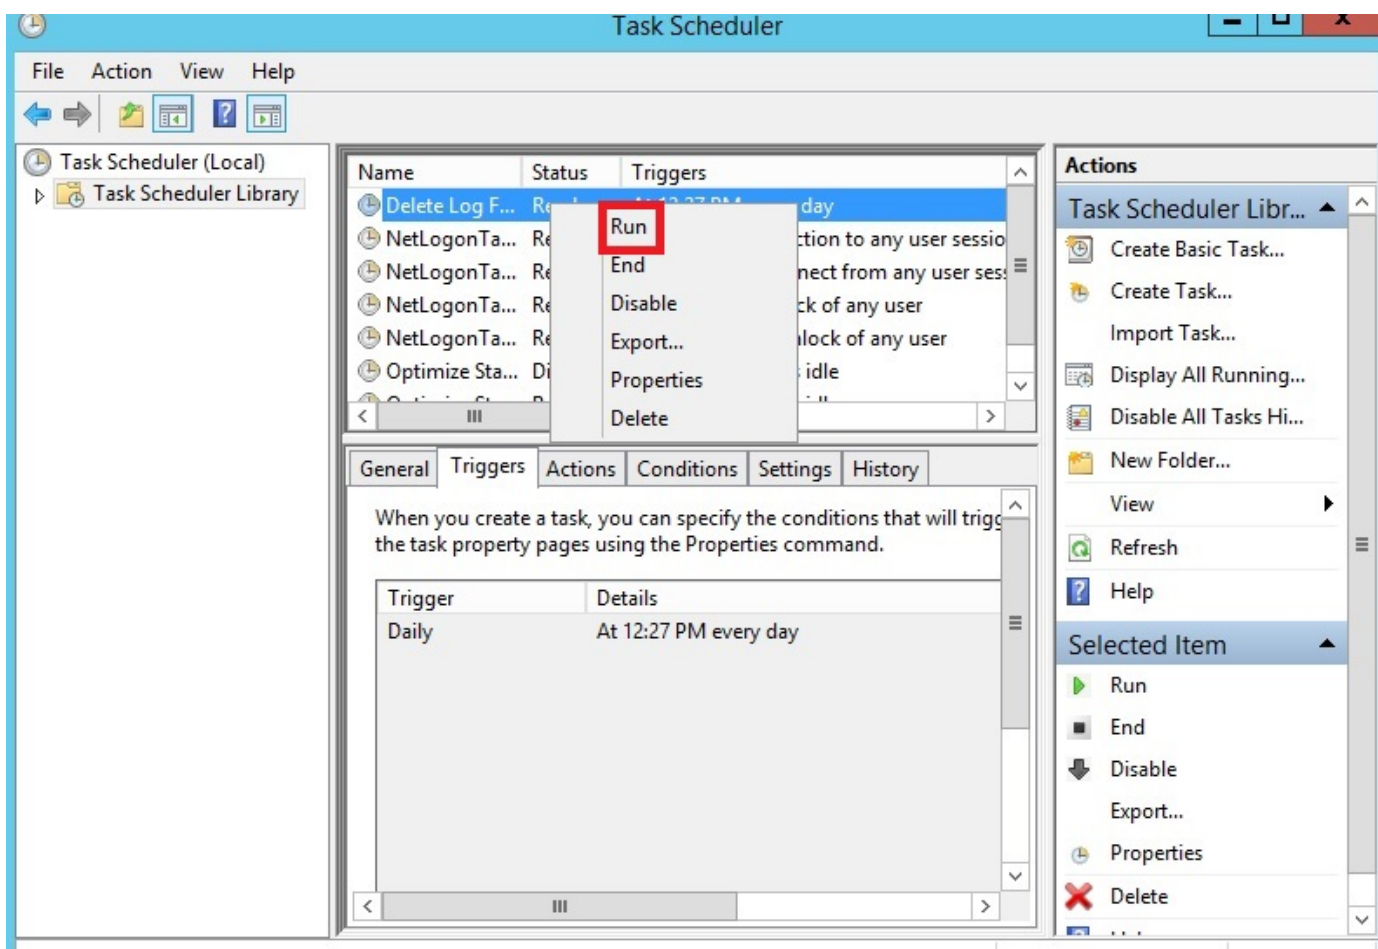 Task Scheduler
File Action View Help
Task Scheduler (Local)
Task Scheduler Library
Name Status Triggers
Delete Log F... day
NetLogonTa... Re ction to any user sessio
NetLogonTa... Re nect from any user ses
NetLogonTa... Re ck of any user
NetLogonTa... Re lock of any user
Optimize Sta... Di idle
Run
End
Disable
Export...
Properties
Delete
General Triggers Actions Conditions Settings History
When you create a task, you can specify the conditions that will trigg
the task property pages using the Properties command.
Trigger Details
Daily At 12:27 PM every day
Actions
Task Scheduler Libr...
Create Basic Task...
Create Task...
Import Task...
Display All Running...
Disable All Tasks Hi...
New Folder...
View
Refresh
Help
Selected Item
Run
End
Disable
Export...
Properties
Delete